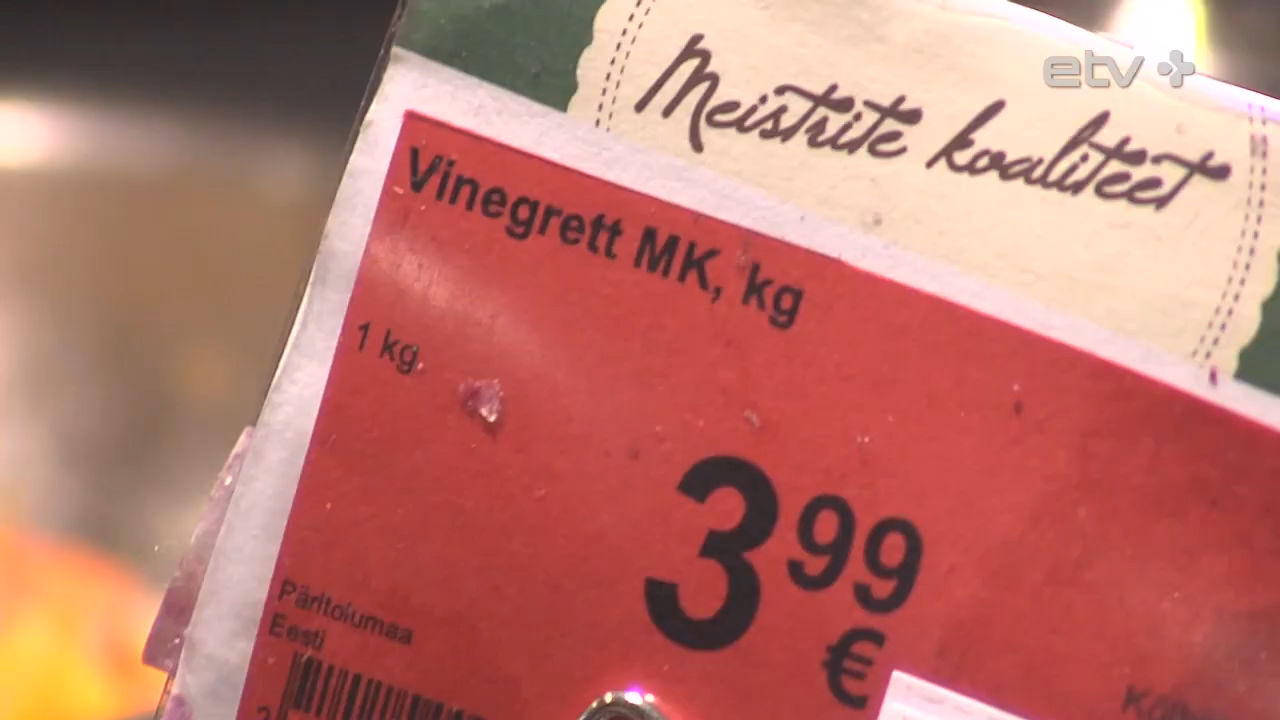 etv+
Meistrite kvaliteet
Vinegrett MK, kg
1 kg
3 99
€
Päritolumaa
Eesti